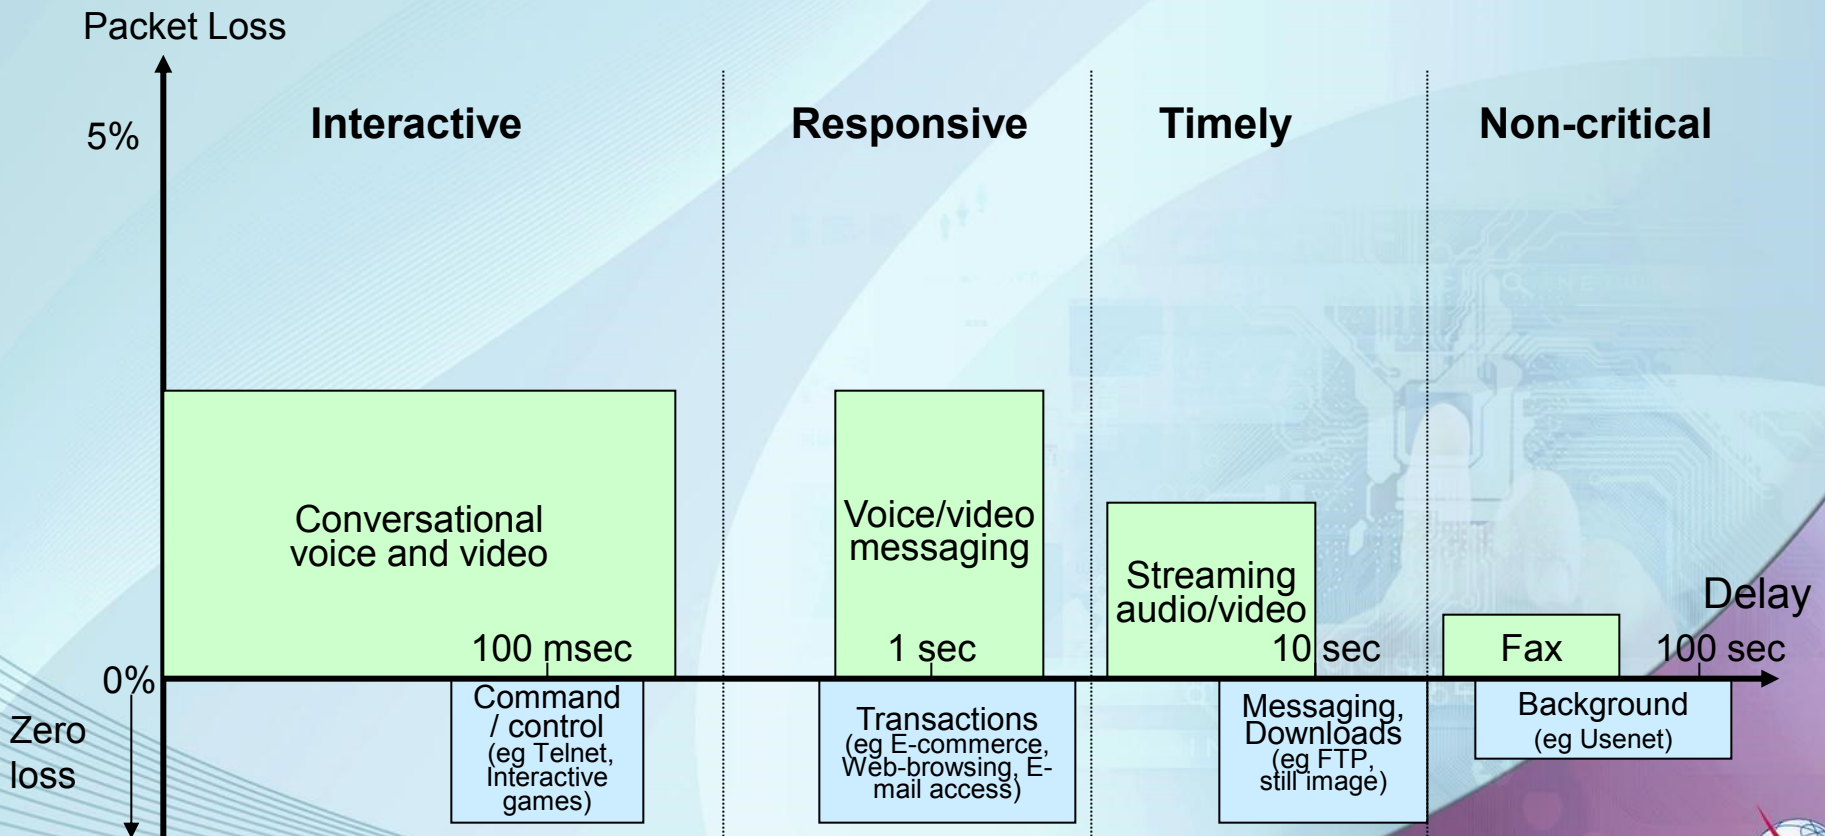 Packet Loss
5%
Interactive
Responsive
Timely
Non-critical
Conversational
voice and video
Voice/video
messaging
Streaming
audio/video
Delay
100 msec
1 sec
10 sec
Fax
100 sec
0%
Zero
loss
Command
/ control
(eg Telnet,
Interactive
games)
Transactions
(eg E-commerce,
Web-browsing, E-
mail access)
Messaging,
Downloads
(eg FTP,
still image)
Background
(eg Usenet)